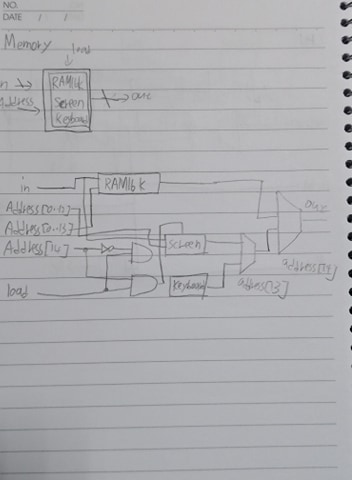 NO.
DATE / /
Memory
load
in
RAM16k
Address
Screen
out
Keyboard
in
RAM16k
out
Address[0..12]
Address[0..13]
Screen
Address[14]
address[14]
load
Keyboard
address[13]